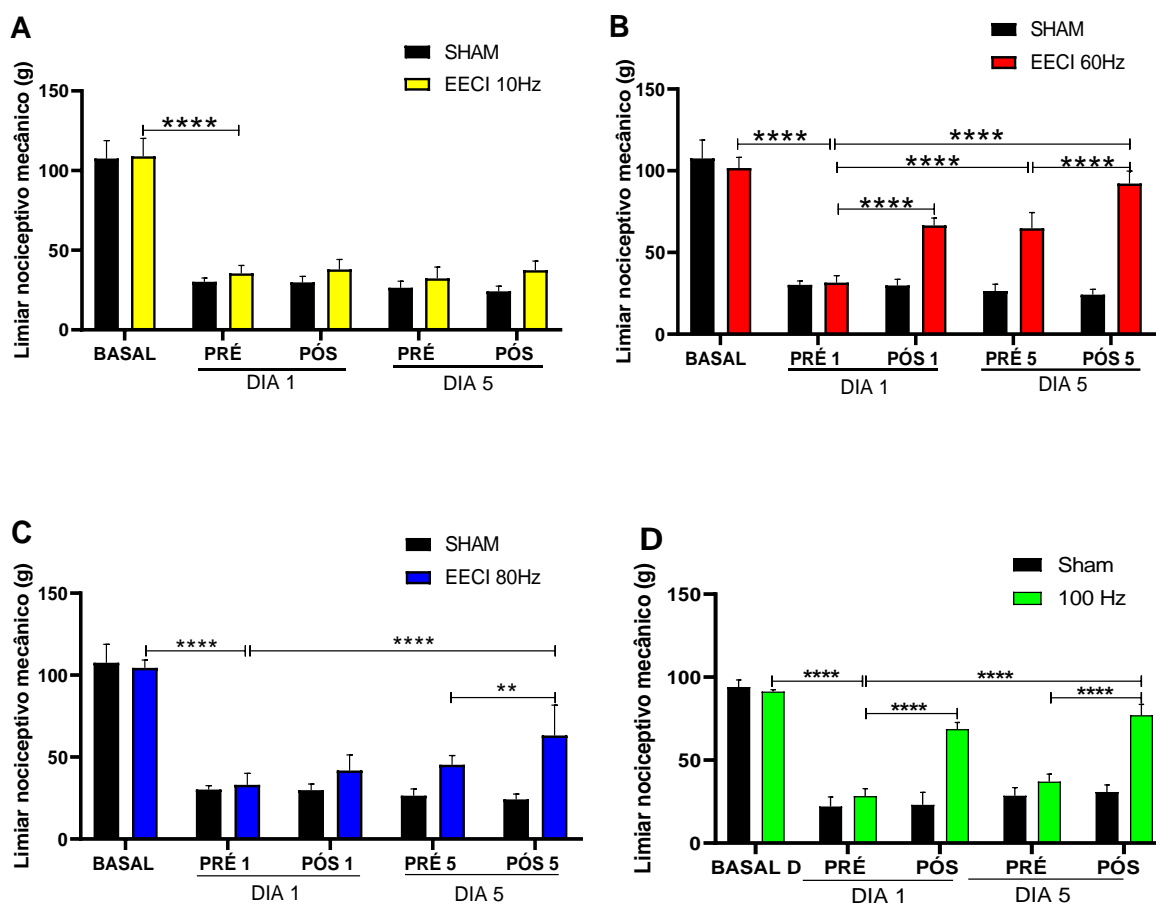 A
SHAM
EECI 10Hz
Limiar nociceptivo mecânico (g)
150
100
50
0
****
BASAL PRÉ PÓS PRÉ PÓS
DIA 1 DIA 5
B
SHAM
EECI 60Hz
Limiar nociceptivo mecânico (g)
150
100
50
0
**** ****
**** ****
****
BASAL PRÉ 1 PÓS 1 PRÉ 5 PÓS 5
DIA 1 DIA 5
C
SHAM
EECI 80Hz
Limiar nociceptivo mecânico (g)
150
100
50
0
**** ****
**
BASAL PRÉ 1 PÓS 1 PRÉ 5 PÓS 5
DIA 1 DIA 5
D
Sham
100 Hz
Limiar nociceptivo mecânico (g)
150
100
50
0
**** ****
**** ****
BASAL D PRÉ PÓS PRÉ PÓS
DIA 1 DIA 5